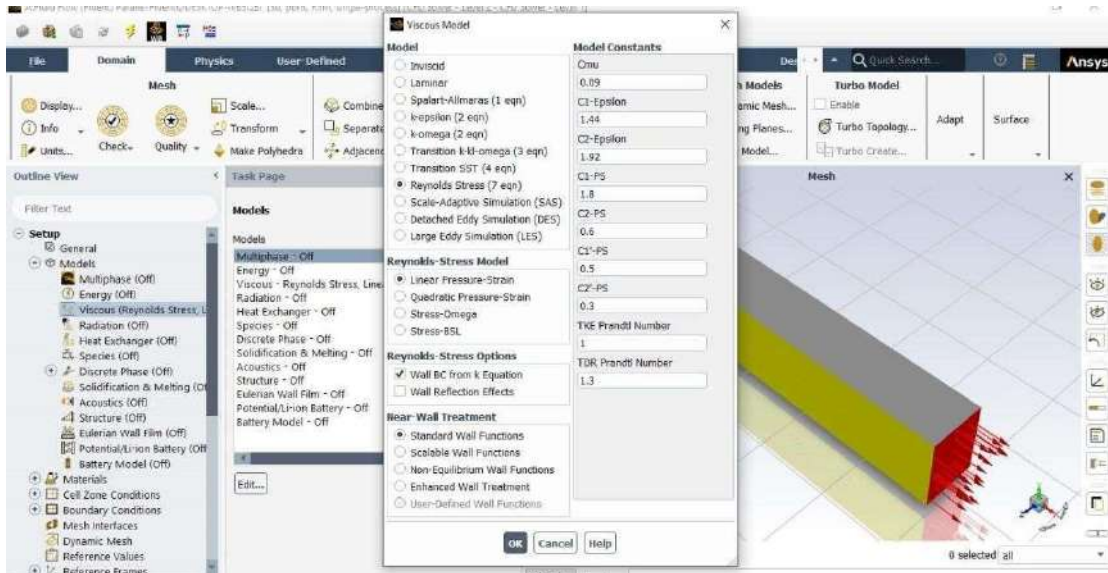 Viscous Model
Quick Search...
Ansys
File
Domain
Physics
User-Defined
Mesh
Display...
Info
Units...
Check
Quality
Scale...
Transform
Make Polyhedra
Combine
Separate
Adjacenc
Model
Inviscid
Laminar
Spalart-Allmaras (1 eqn)
k-epsilon (2 eqn)
k-omega (2 eqn)
Transition k-kl-omega (3 eqn)
Transition SST (4 eqn)
Reynolds Stress (7 eqn)
Scale-Adaptive Simulation (SAS)
Detached Eddy Simulation (DES)
Large Eddy Simulation (LES)
Reynolds-Stress Model
Linear Pressure-Strain
Quadratic Pressure-Strain
Stress-Omega
Stress-BSL
Reynolds-Stress Options
Wall BC from k Equation
Wall Reflection Effects
Near-Wall Treatment
Standard Wall Functions
Scalable Wall Functions
Non-Equilibrium Wall Functions
Enhanced Wall Treatment
User-Defined Wall Functions
Model Constants
Cmu
0.09
C1-Epsilon
1.44
C2-Epsilon
1.92
C1-PS
1.8
C2-PS
0.6
C1'-PS
0.5
C2'-PS
0.3
TKE Prandtl Number
1
TDR Prandtl Number
1.3
OK
Cancel
Help
Models
Turbo Model
Enable
Turbo Topology...
Turbo Create...
Adapt
Surface
amic Mesh...
ng Planes...
Model...
Outline View
Filter Text
Setup
General
Models
Multiphase (Off)
Energy (Off)
Viscous (Reynolds Stress, L
Radiation (Off)
Heat Exchanger (Off)
Species (Off)
Discrete Phase (Off)
Solidification & Melting (Of
Acoustics (Off)
Structure (Off)
Eulerian Wall Film (Off)
Potential/Li-ion Battery (Off
Battery Model (Off)
Materials
Cell Zone Conditions
Boundary Conditions
Mesh Interfaces
Dynamic Mesh
Reference Values
Reference Frames
Task Page
Models
Models
Multiphase - Off
Energy - Off
Viscous - Reynolds Stress, Line
Radiation - Off
Heat Exchanger - Off
Species - Off
Discrete Phase - Off
Solidification & Melting - Off
Acoustics - Off
Structure - Off
Eulerian Wall Film - Off
Potential/Li-ion Battery - Off
Battery Model - Off
Edit...
Mesh
0 selected all